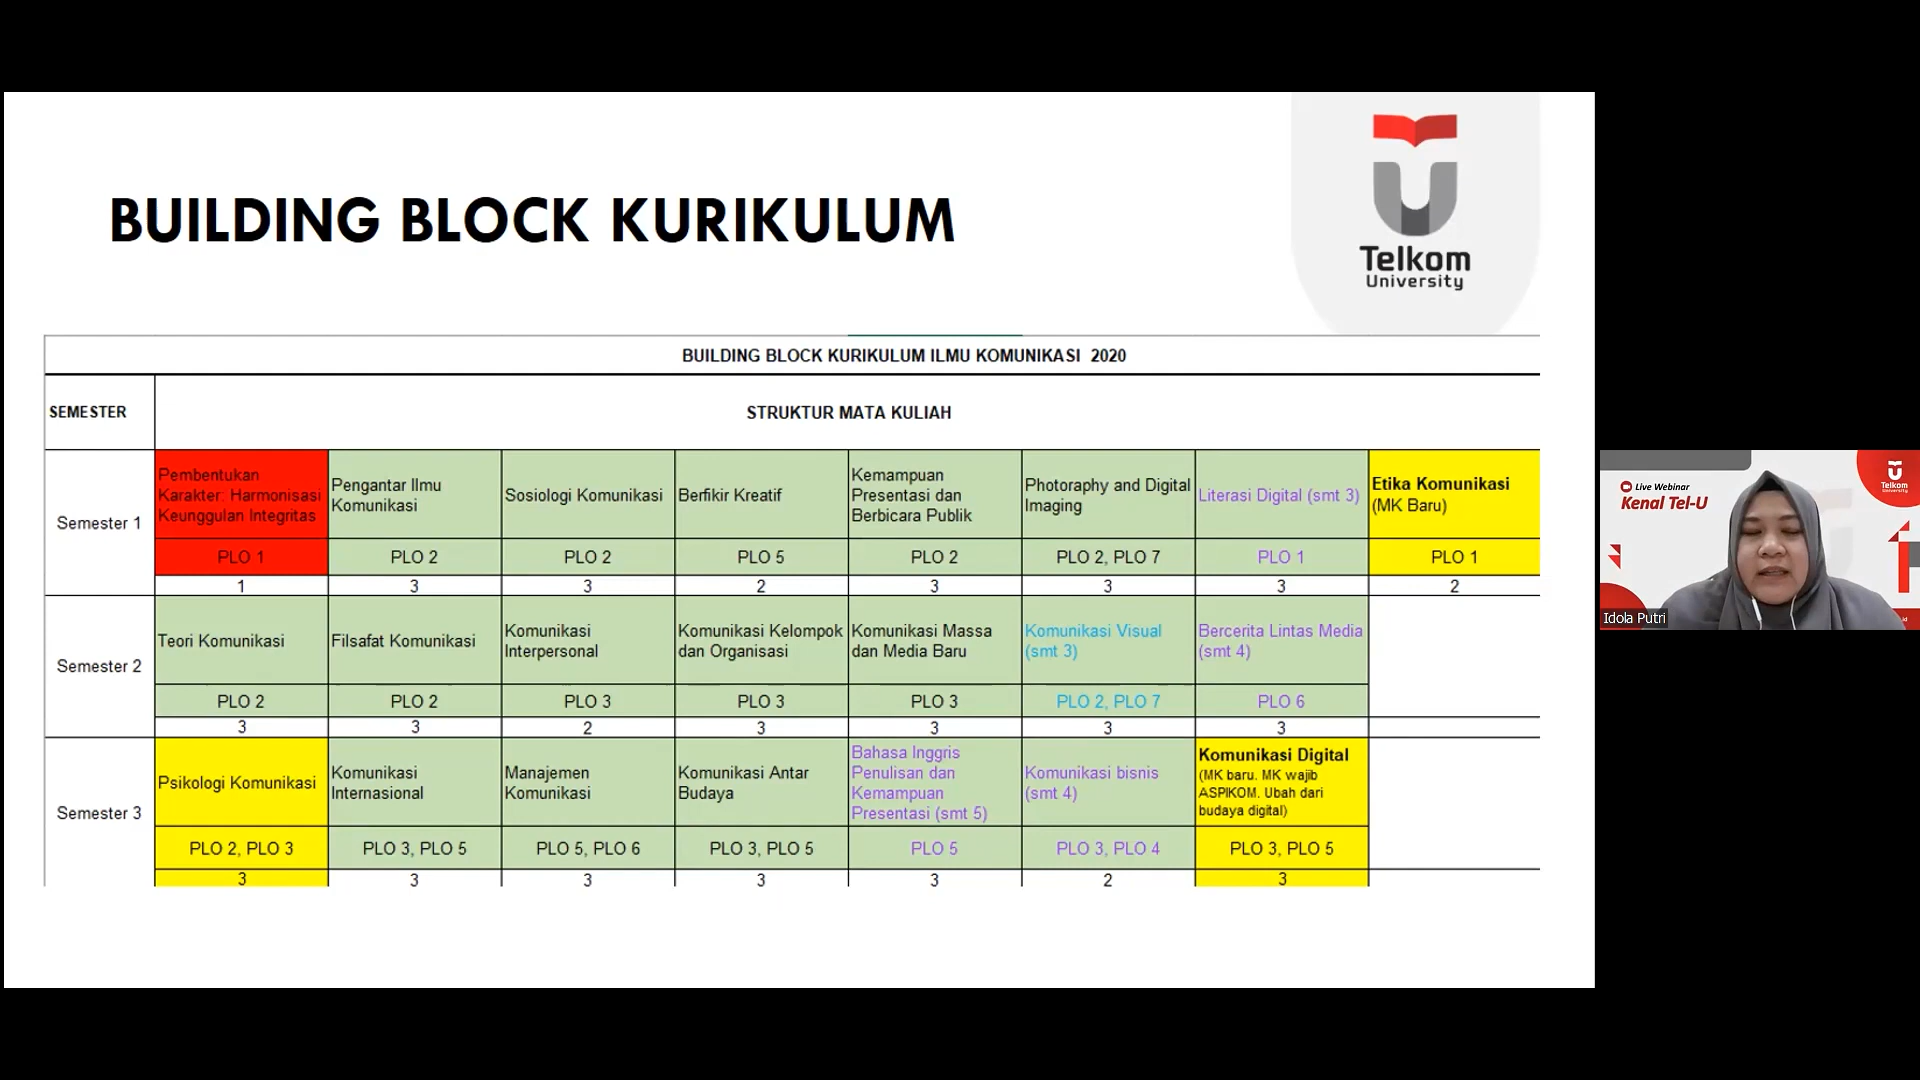 BUILDING BLOCK KURIKULUM
Telkom
University
BUILDING BLOCK KURIKULUM ILMU KOMUNIKASI 2020
SEMESTER
STRUKTUR MATA KULIAH
Semester 1
Pembentukan
Karakter: Harmonisasi
Keunggulan Integritas
Pengantar Ilmu
Komunikasi
Sosiologi Komunikasi
Berfikir Kreatif
Kemampuan
Presentasi dan
Berbicara Publik
Photoraphy and Digital
Imaging
Literasi Digital (smt 3)
Etika Komunikasi
(MK Baru)
PLO 1
PLO 2
PLO 2
PLO 5
PLO 2
PLO 2, PLO 7
PLO 1
PLO 1
1
3
3
2
3
3
3
2
Semester 2
Teori Komunikasi
Filsafat Komunikasi
Komunikasi
Interpersonal
Komunikasi Kelompok
dan Organisasi
Komunikasi Massa
dan Media Baru
Komunikasi Visual
(smt 3)
Bercerita Lintas Media
(smt 4)
PLO 2
PLO 2
PLO 3
PLO 3
PLO 3
PLO 2, PLO 7
PLO 6
3
3
2
3
3
3
3
Semester 3
Psikologi Komunikasi
Komunikasi
Internasional
Manajemen
Komunikasi
Komunikasi Antar
Budaya
Bahasa Inggris
Penulisan dan
Kemampuan
Presentasi (smt 5)
Komunikasi bisnis
(smt 4)
Komunikasi Digital
(MK baru. MK wajib
ASPIKOM. Ubah dari
budaya digital)
PLO 2, PLO 3
PLO 3, PLO 5
PLO 5, PLO 6
PLO 3, PLO 5
PLO 5
PLO 3, PLO 4
PLO 3, PLO 5
3
3
3
3
3
2
3
Live Webinar
Kenal Tel-U
Telkom
University
Idola Putri